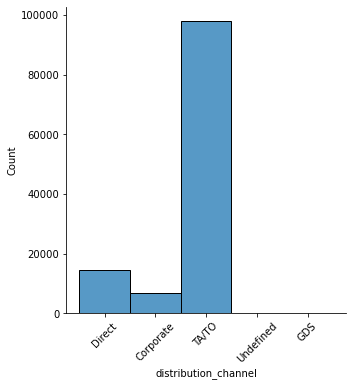 100000
80000
60000
40000
20000
0
Count
Direct
Corporate
TA/TO
Undefined
GDS
distribution_channel